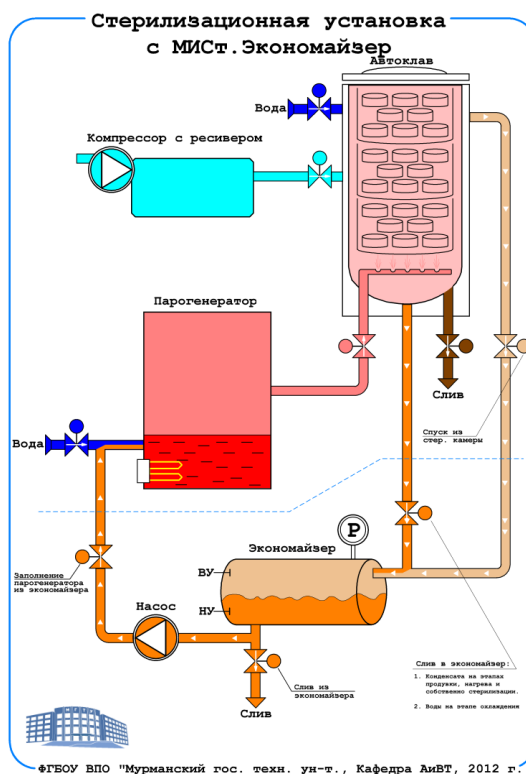 Стерилизационная установка
с МИСт.Экономайзер
Автоклав
Вода
Компрессор с ресивером
Парогенератор
Слив
Спуск из
стер. камеры
Вода
P
Экономайзер
ВУ
НУ
Заполнение
парогенератора
из экономайзера
Насос
Слив из
экономайзера
Слив
Слив в экономайзер:
1. Конденсата на этапах
продувки, нагрева и
собственно стерилизации.
2. Воды на этапе охлаждения
ФГБОУ ВПО "Мурманский гос. техн. ун-т., Кафедра АиВТ, 2012 г.